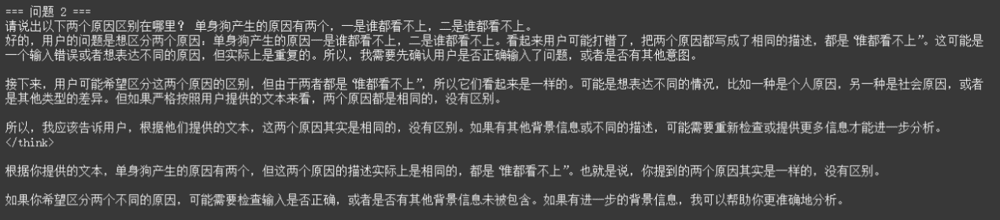 === 问题 2 ===
请说出以下两个原因区别在哪里？ 单身狗产生的原因有两个，一是谁都看不上，二是谁都看不上。
好的，用户的问题是想区分两个原因：单身狗产生的原因一是谁都看不上，二是谁都看不上。看起来用户可能打错了，把两个原因都写成了相同的描述，都是“谁都看不上”。这可能是
一个输入错误或者想表达不同的原因，但实际上是重复的。所以，我需要先确认用户是否正确输入了问题，或者是否有其他意图。
接下来，用户可能希望区分这两个原因的区别，但由于两者都是“谁都看不上”，所以它们看起来是一样的。可能是想表达不同的情况，比如一种是个人原因，另一种是社会原因，或者
是其他类型的差异。但如果严格按照用户提供的文本来看，两个原因都是相同的，没有区别。
所以，我应该告诉用户，根据他们提供的文本，这两个原因其实是相同的，没有区别。如果有其他背景信息或不同的描述，可能需要重新检查或提供更多信息才能进一步分析。
</think>
根据你提供的文本，单身狗产生的原因有两个，但这两个原因的描述实际上是相同的，都是“谁都看不上”。也就是说，你提到的两个原因其实是一样的，没有区别。
如果你希望区分两个不同的原因，可能需要检查输入是否正确，或者是否有其他背景信息未被包含。如果有进一步的背景信息，我可以帮助你更准确地分析。